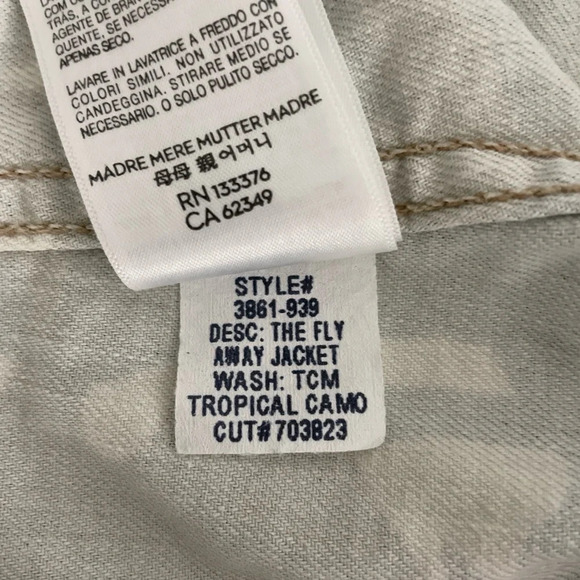 TRAS, A
AGENTE DE BRAN
QUENTE, SE NECES
APENAS SECO.
LAVARE IN LAVATRICE A FREDDO CON
COLORI SIMILI. NON UTILIZZATO
CANDEGGINA. STIRARE MEDIO SE
NECESSARIO. O SOLO PULITO SECCO.
MADRE MERE MUTTER MADRE
母母 親 어머니
RN 133376
CA 62349
STYLE#
3861-939
DESC: THE FLY
AWAY JACKET
WASH: TCM
TROPICAL CAMO
CUT# 703823